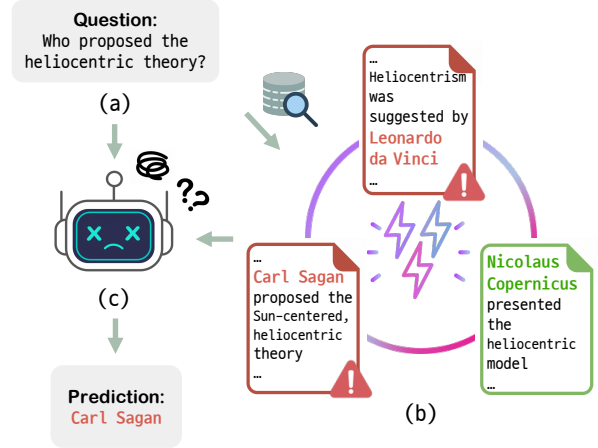 Question:
Who proposed the
heliocentric theory?
(a)
…
Heliocentrism
was
suggested by
Leonardo
da Vinci
…
??
…
Carl Sagan
proposed the
Sun-centered,
heliocentric
theory
…
Nicolaus
Copernicus
presented
the
heliocentric
model
…
(c)
(b)
Prediction:
Carl Sagan